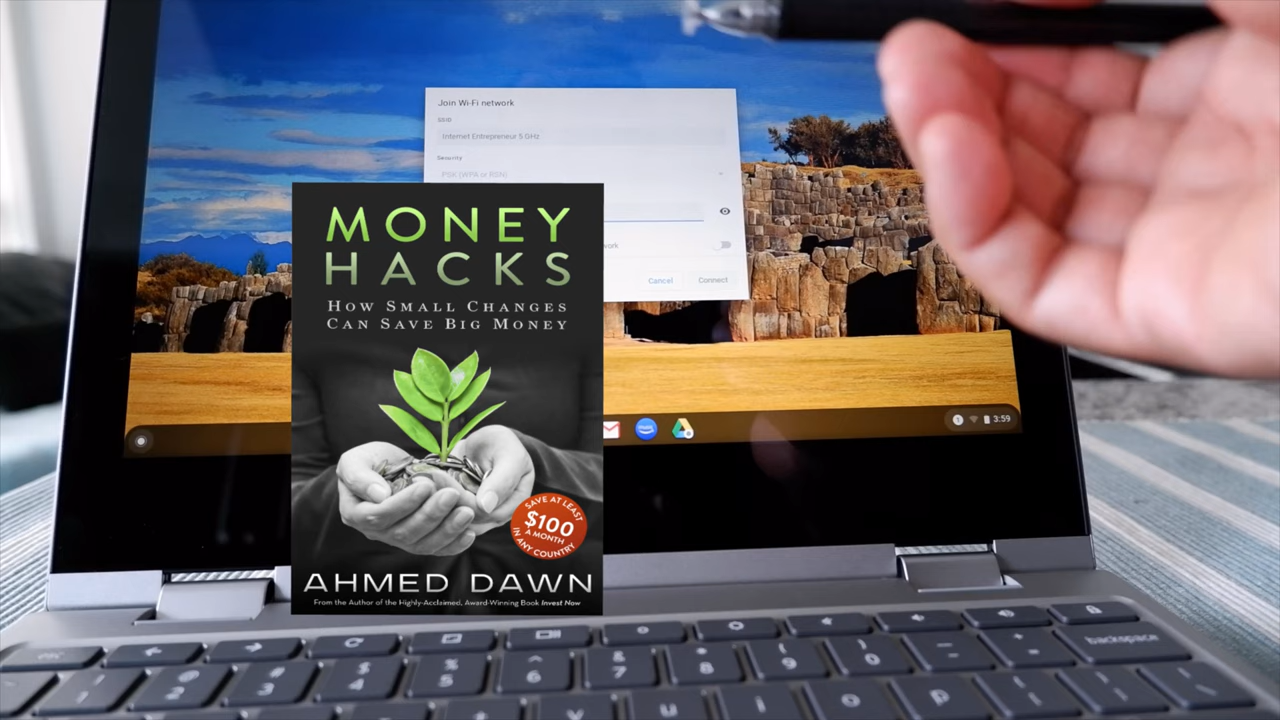 Join Wi-Fi network
SSID
Internet Entrepreneur 5 GHz
Security
PSK (WPA or RSN)
Cancel
Connect
3:59
MONEY
HACKS
HOW SMALL CHANGES
CAN SAVE BIG MONEY
SAVE AT LEAST
$100
A MONTH
IN ANY COUNTRY
AHMED DAWN
From the Author of the Highly-Acclaimed, Award-Winning Book Invest Now
esc
backspace